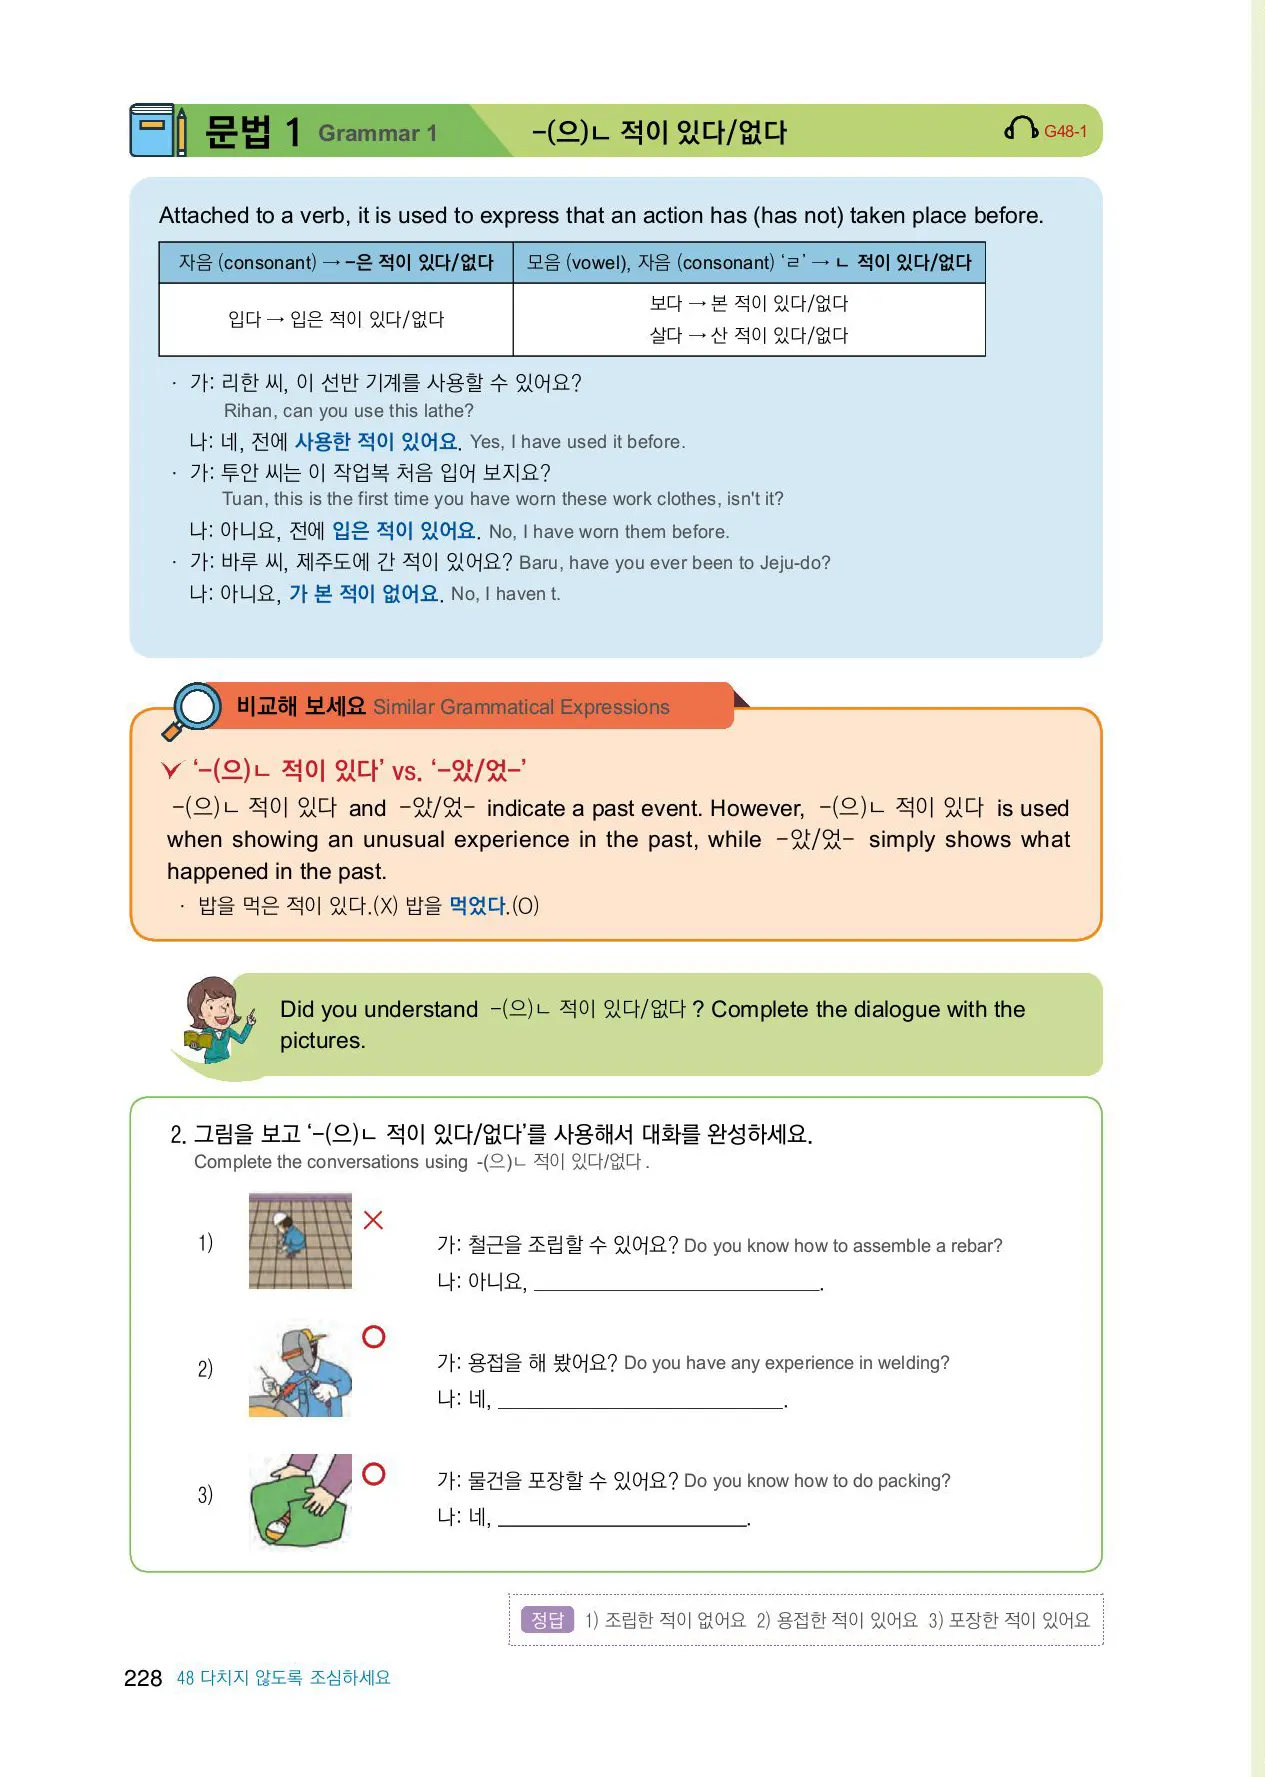 문법 1 Grammar 1 -(으)ㄴ 적이 있다/없다 G48-1
Attached to a verb, it is used to express that an action has (has not) taken place before.
자음 (consonant) → -은 적이 있다/없다 모음 (vowel), 자음 (consonant) ‘ㄹ’ → ㄴ 적이 있다/없다
입다 → 입은 적이 있다/없다
보다 → 본 적이 있다/없다
살다 → 산 적이 있다/없다
· 가: 리한 씨, 이 선반 기계를 사용할 수 있어요?
Rihan, can you use this lathe?
나: 네, 전에 사용한 적이 있어요. Yes, I have used it before.
· 가: 투안 씨는 이 작업복 처음 입어 보지요?
Tuan, this is the first time you have worn these work clothes, isn't it?
나: 아니요, 전에 입은 적이 있어요. No, I have worn them before.
· 가: 바루 씨, 제주도에 간 적이 있어요? Baru, have you ever been to Jeju-do?
나: 아니요, 가 본 적이 없어요. No, I haven t.
비교해 보세요 Similar Grammatical Expressions
‘-(으)ㄴ 적이 있다’ vs. ‘-았/었-’
-(으)ㄴ 적이 있다 and -았/었- indicate a past event. However, -(으)ㄴ 적이 있다 is used
when showing an unusual experience in the past, while -았/었- simply shows what
happened in the past.
· 밥을 먹은 적이 있다.(X) 밥을 먹었다.(O)
Did you understand -(으)ㄴ 적이 있다/없다 ? Complete the dialogue with the
pictures.
2. 그림을 보고 ‘-(으)ㄴ 적이 있다/없다’를 사용해서 대화를 완성하세요.
Complete the conversations using -(으)ㄴ 적이 있다/없다 .
1)
가: 철근을 조립할 수 있어요? Do you know how to assemble a rebar?
나: 아니요, ____________________.
2)
가: 용접을 해 봤어요? Do you have any experience in welding?
나: 네, ____________________.
3)
가: 물건을 포장할 수 있어요? Do you know how to do packing?
나: 네, ____________________.
정답 1) 조립한 적이 없어요 2) 용접한 적이 있어요 3) 포장한 적이 있어요
228 48 다치지 않도록 조심하세요